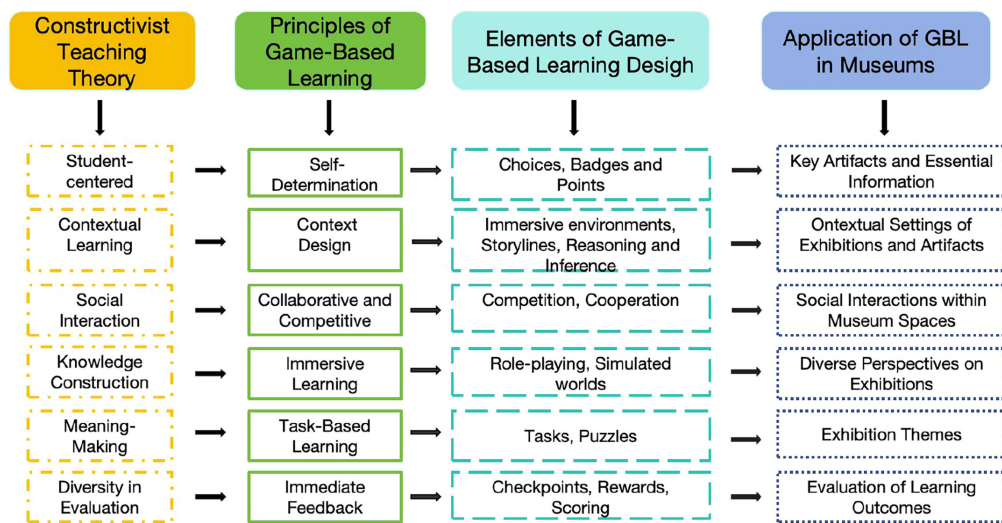 Constructivist
Teaching
Theory
Principles of
Game-Based
Learning
Elements of Game-
Based Learning Desigh
Application of GBL
in Museums
Student-
centered
Self-
Determination
Choices, Badges and
Points
Key Artifacts and Essential
Information
Contextual
Learning
Context
Design
Immersive environments,
Storylines, Reasoning and
Inference
Ontextual Settings of
Exhibitions and Artifacts
Social
Interaction
Collaborative and
Competitive
Competition, Cooperation
Social Interactions within
Museum Spaces
Knowledge
Construction
Immersive
Learning
Role-playing, Simulated
worlds
Diverse Perspectives on
Exhibitions
Meaning-
Making
Task-Based
Learning
Tasks, Puzzles
Exhibition Themes
Diversity in
Evaluation
Immediate
Feedback
Checkpoints, Rewards,
Scoring
Evaluation of Learning
Outcomes